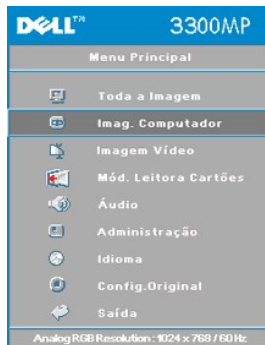 DELL™ 3300MP
Menu Principal
Toda a Imagem
Imag. Computador
Imagem Vídeo
Mód. Leitora Cartões
Áudio
Administração
Idioma
Config.Original
Saída
Analog RGB Resolution: 1024 x 768 / 60 Hz